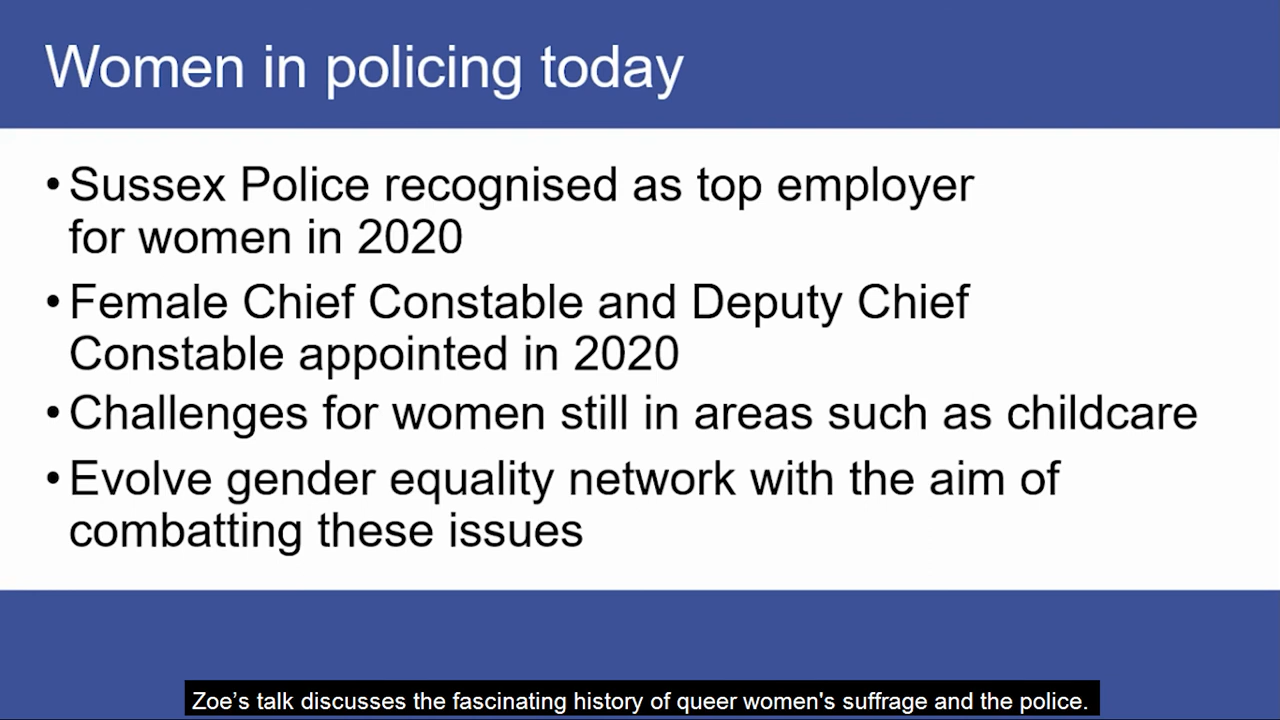 Women in policing today
•Sussex Police recognised as top employer
for women in 2020
•Female Chief Constable and Deputy Chief
Constable appointed in 2020
•Challenges for women still in areas such as childcare
•Evolve gender equality network with the aim of
combatting these issues
Zoe’s talk discusses the fascinating history of queer women's suffrage and the police.